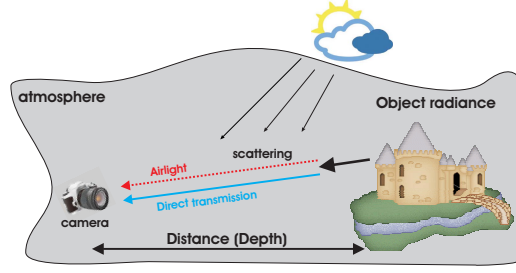 atmosphere
Object radiance
scattering
Airlight
Direct transmission
camera
Distance (Depth)